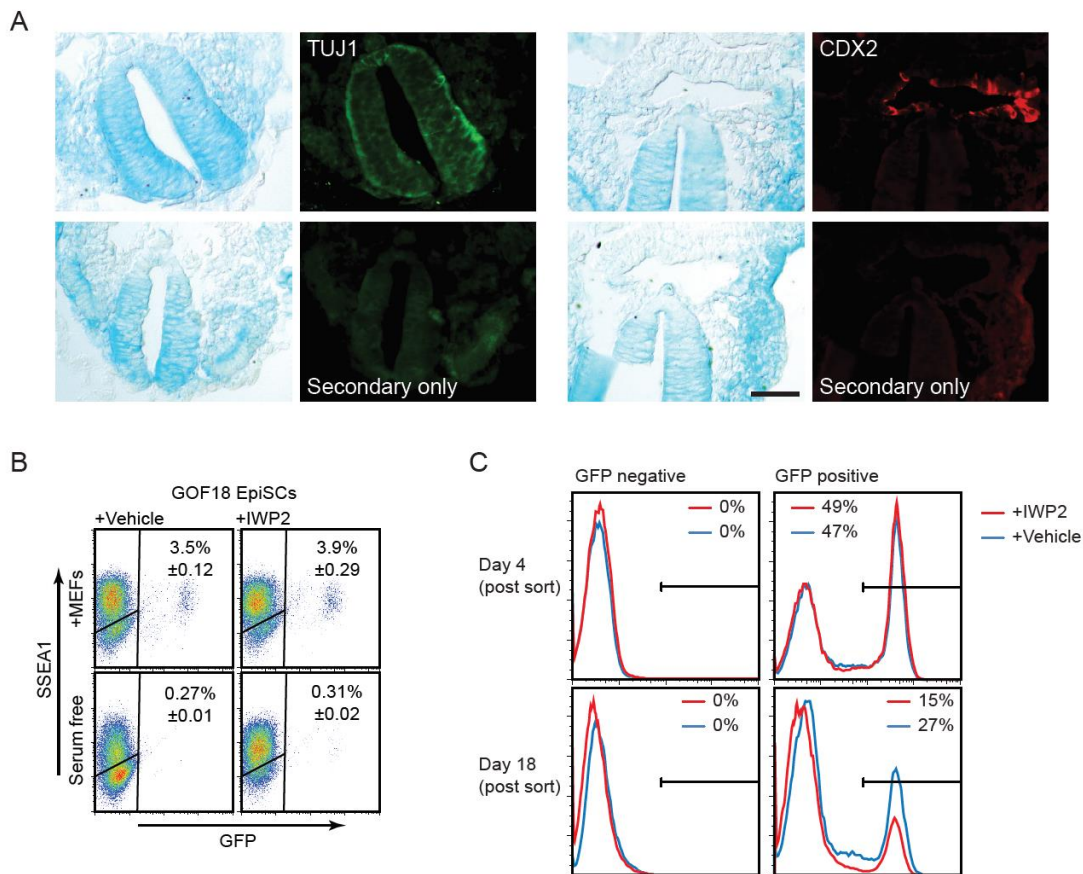 A
TUJ1
CDX2
Secondary only
Secondary only
B
GOF18 EpiSCs
+Vehicle
+IWP2
+MEFs
3.5%
±0.12
3.9%
±0.29
SSEA1
Serum free
0.27%
±0.01
0.31%
±0.02
GFP
C
GFP negative
GFP positive
Day 4
(post sort)
0%
0%
49%
47%
+IWP2
+Vehicle
Day 18
(post sort)
0%
0%
15%
27%